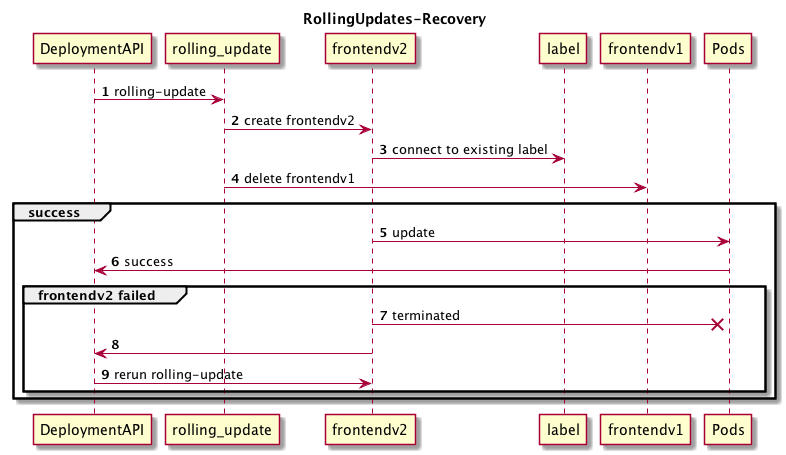 RollingUpdates-Recovery
DeploymentAPI rolling_update frontendv2 label frontendv1 Pods
1 rolling-update
2 create frontendv2
3 connect to existing label
4 delete frontendv1
success
5 update
6 success
frontendv2 failed
7 terminated
8
9 rerun rolling-update
DeploymentAPI rolling_update frontendv2 label frontendv1 Pods